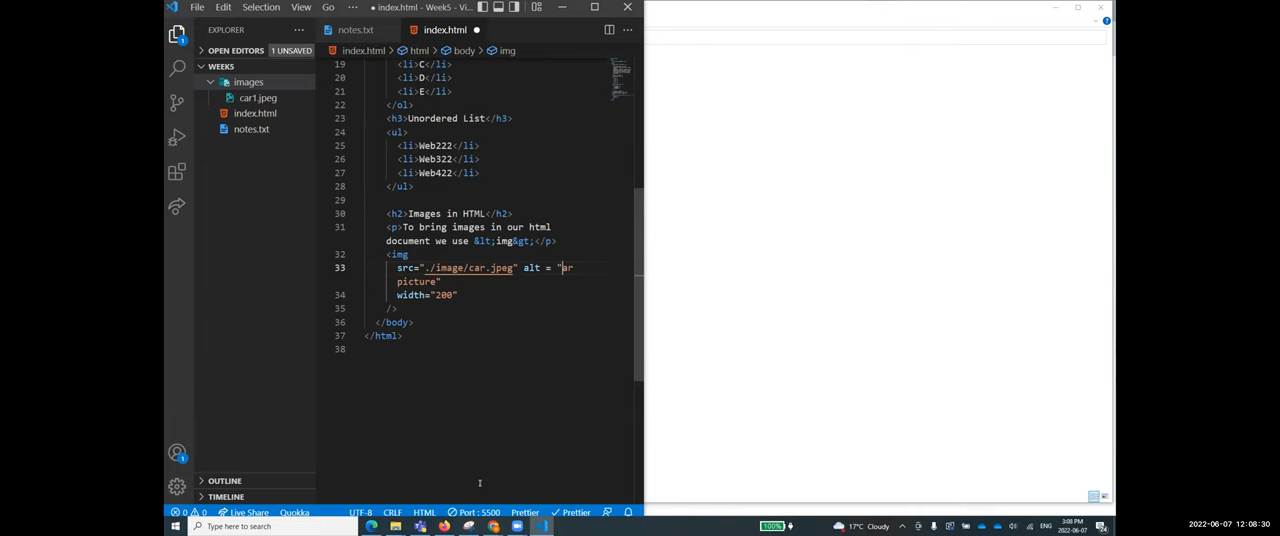 File Edit Selection View Go ··· ● index.html - Week5 - Vi...
EXPLORER ···
notes.txt
index.html ●
OPEN EDITORS 1 UNSAVED
index.html > html > body > img
WEEK5
images
car1.jpeg
index.html
notes.txt
19 <li>C</li>
20 <li>D</li>
21 <li>E</li>
22 </ol>
23 <h3>Unordered List</h3>
24 <ul>
25 <li>Web222</li>
26 <li>Web322</li>
27 <li>Web422</li>
28 </ul>
29
30 <h2>Images in HTML</h2>
31 <p>To bring images in our html
document we use &lt;img&gt;</p>
32 <img
33 src="./image/car.jpeg" alt = "ar
picture"
34 width="200"
35 />
36 </body>
37 </html>
38
OUTLINE
TIMELINE
0 0 Live Share Quokka UTF-8 CRLF HTML Port : 5500 Prettier Prettier
Type here to search
100%
17°C Cloudy
ENG
3:08 PM
2022-06-07
2022-06-07 12:08:30